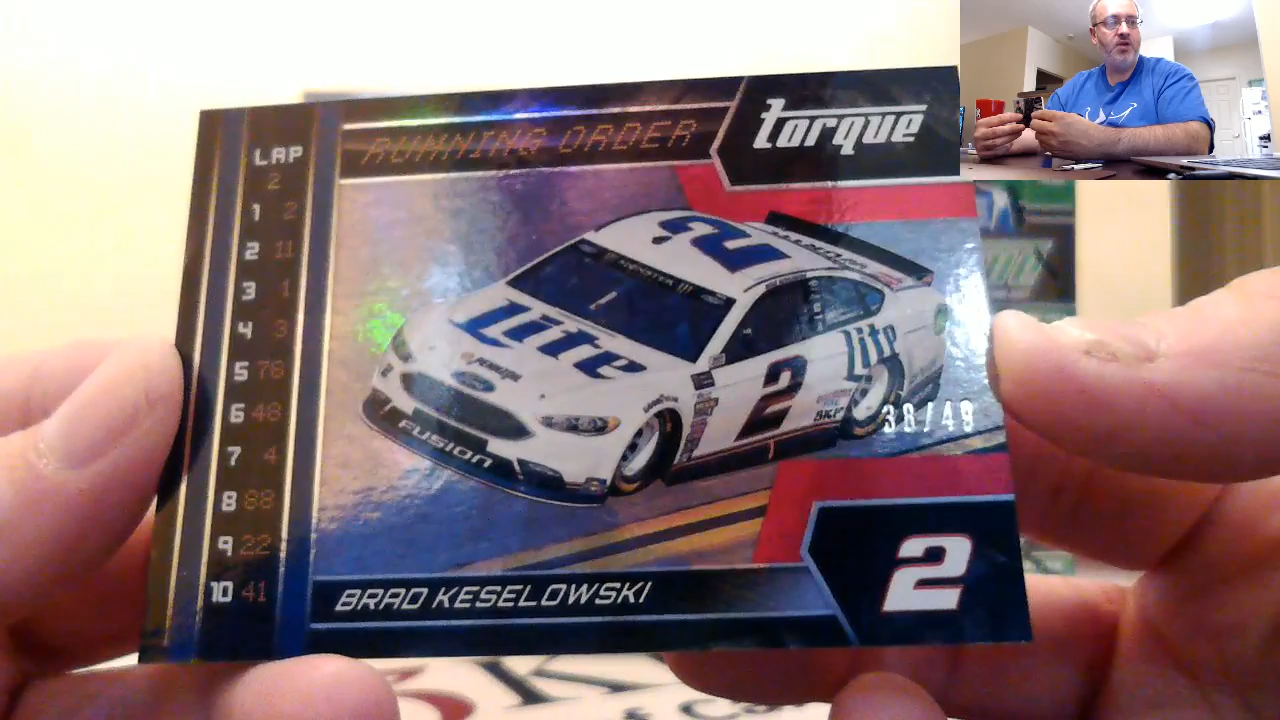 RUNNING ORDER
torque
LAP
2
1 2
2 11
3 1
4 3
5 78
6 48
7 4
8 88
9 22
10 41
2
Lite
FUSION
2
Lite
38/49
BRAD KESELOWSKI
2